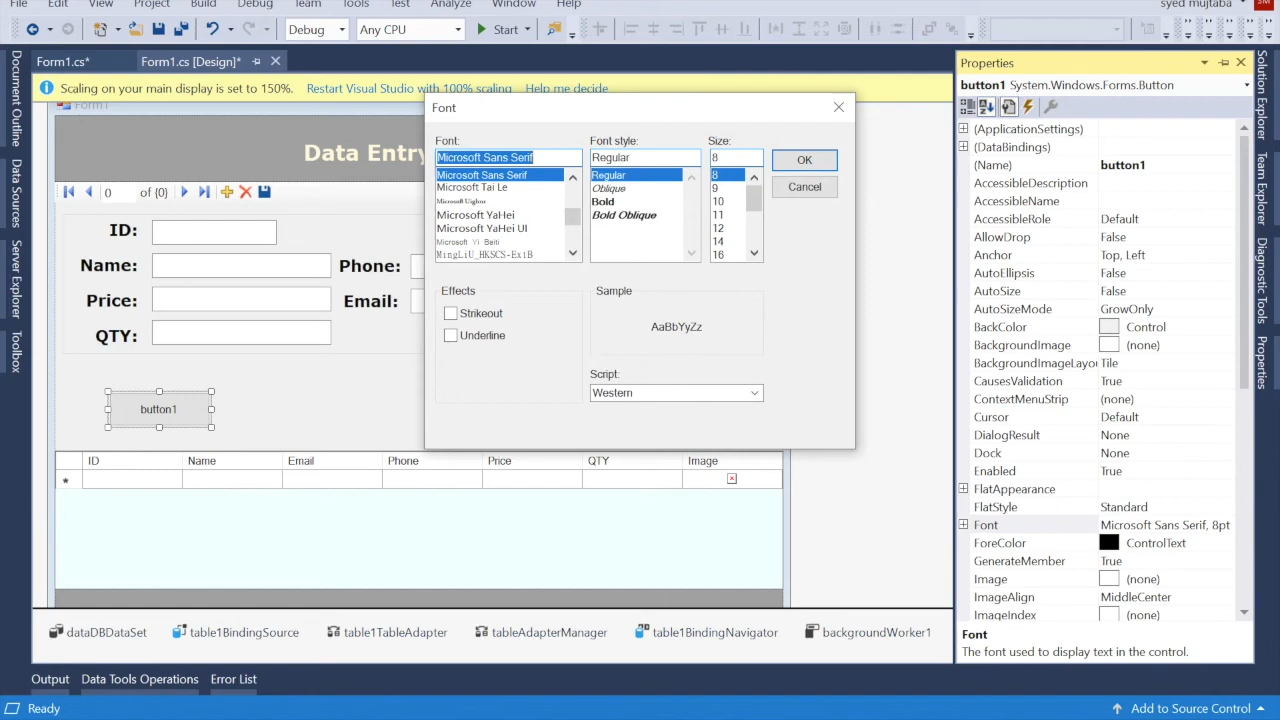 File Edit View Project Build Debug Team Tools Test Analyze Window Help
syed mujtaba SM
Debug Any CPU Start
Form1.cs* Form1.cs [Design]*
Scaling on your main display is set to 150%. Restart Visual Studio with 100% scaling Help me decide
Document Outline
Data Sources
Server Explorer
Toolbox
Form1
Data Entry
0 of {0}
ID:
Name:
Phone:
Price:
Email:
QTY:
button1
ID Name Email Phone Price QTY Image
Font
Font:
Font style:
Size:
Microsoft Sans Serif
Regular
8
OK
Cancel
Microsoft Sans Serif
Microsoft Tai Le
Microsoft Uighur
Microsoft YaHei
Microsoft YaHei UI
Microsoft Yi Baiti
MingLiU_HKSCS-ExtB
Regular
Oblique
Bold
Bold Oblique
8
9
10
11
12
14
16
Effects
Strikeout
Underline
Sample
AaBbYyZz
Script:
Western
dataDBDataSet table1BindingSource table1TableAdapter tableAdapterManager table1BindingNavigator backgroundWorker1
Properties
button1 System.Windows.Forms.Button
(ApplicationSettings)
(DataBindings)
(Name) button1
AccessibleDescription
AccessibleName
AccessibleRole Default
AllowDrop False
Anchor Top, Left
AutoEllipsis False
AutoSize False
AutoSizeMode GrowOnly
BackColor Control
BackgroundImage (none)
BackgroundImageLayou Tile
CausesValidation True
ContextMenuStrip (none)
Cursor Default
DialogResult None
Dock None
Enabled True
FlatAppearance
FlatStyle Standard
Font Microsoft Sans Serif, 8pt
ForeColor ControlText
GenerateMember True
Image (none)
ImageAlign MiddleCenter
ImageIndex (none)
Font
The font used to display text in the control.
Solution Explorer
Team Explorer
Diagnostic Tools
Properties
Output Data Tools Operations Error List
Ready
Add to Source Control